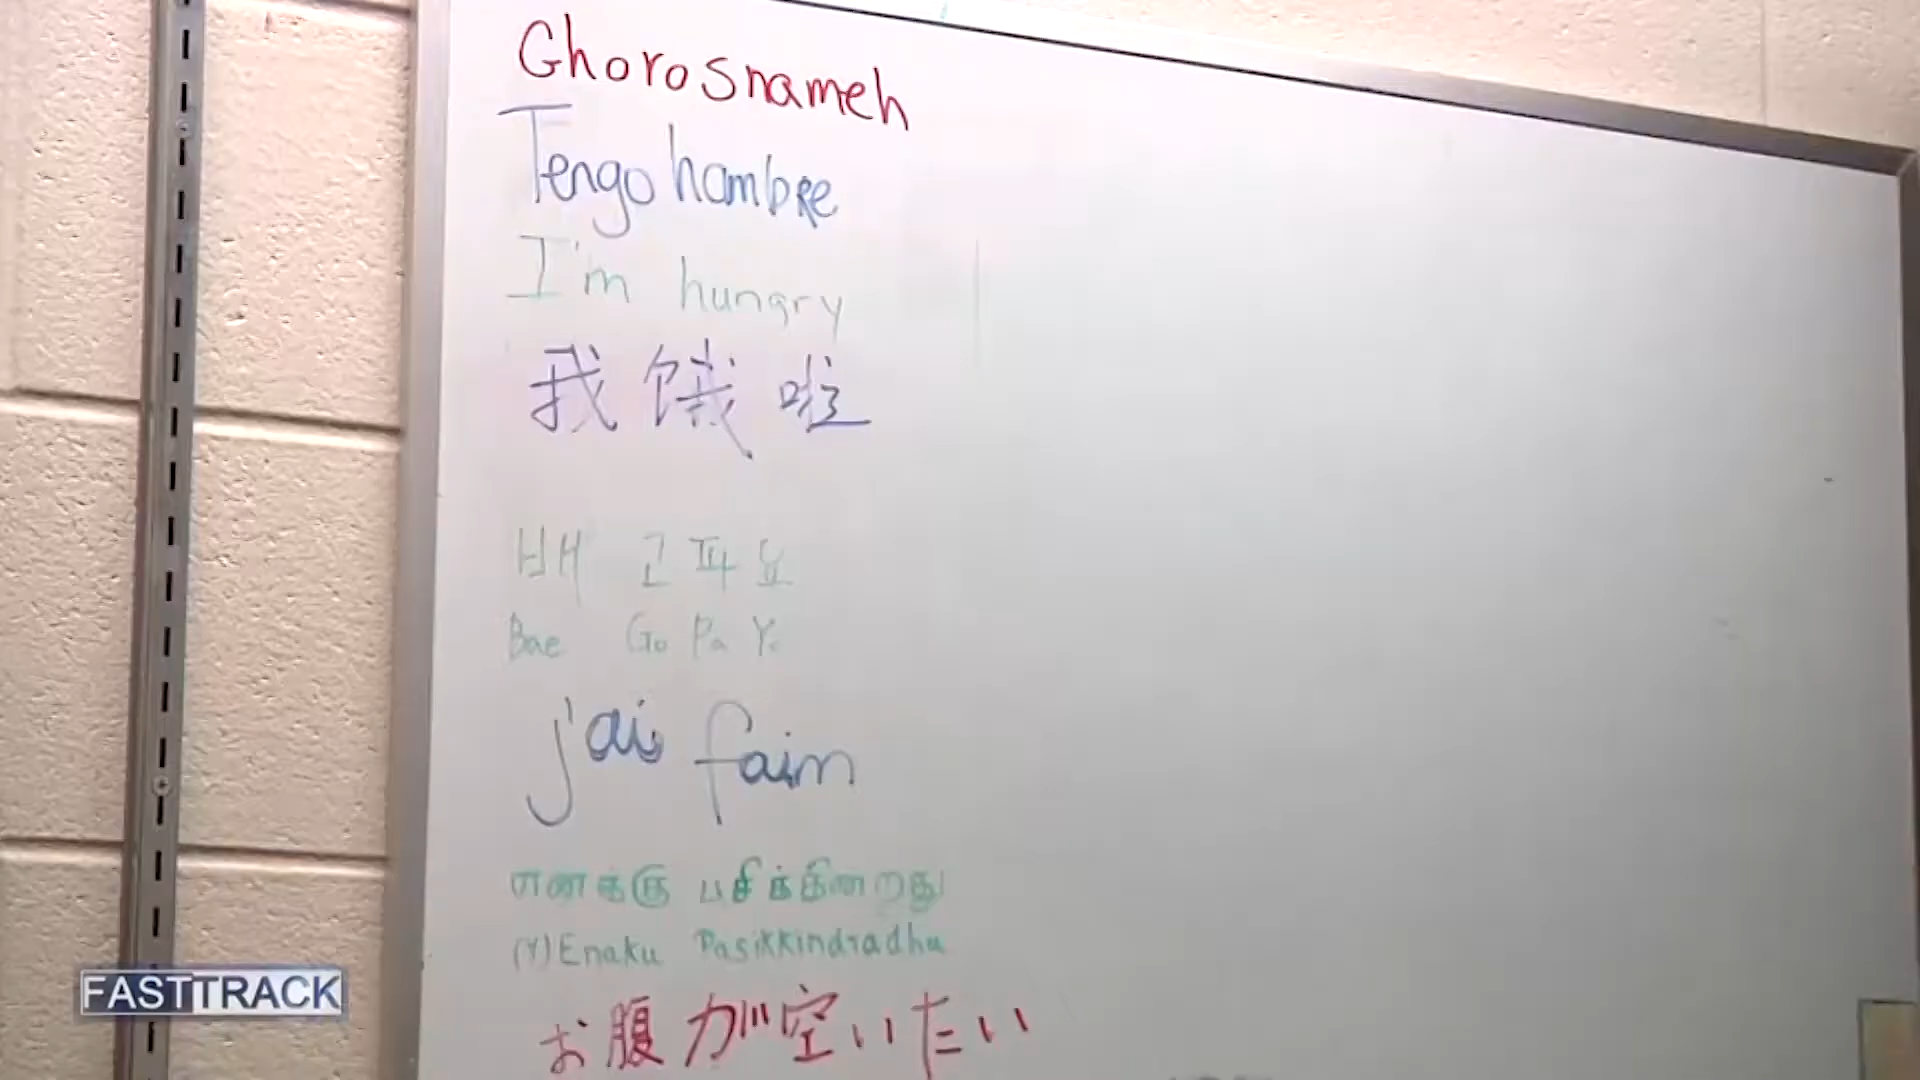 Ghorosnameh
Tengo hambre
I'm hungry
我饿啦
배 고파요
Bae Go Pa Yo
j'ai faim
எனக்கு பசிக்கின்றது
(Y)Enaku Pasikkindradhu
お腹が空いたい
FASTTRACK